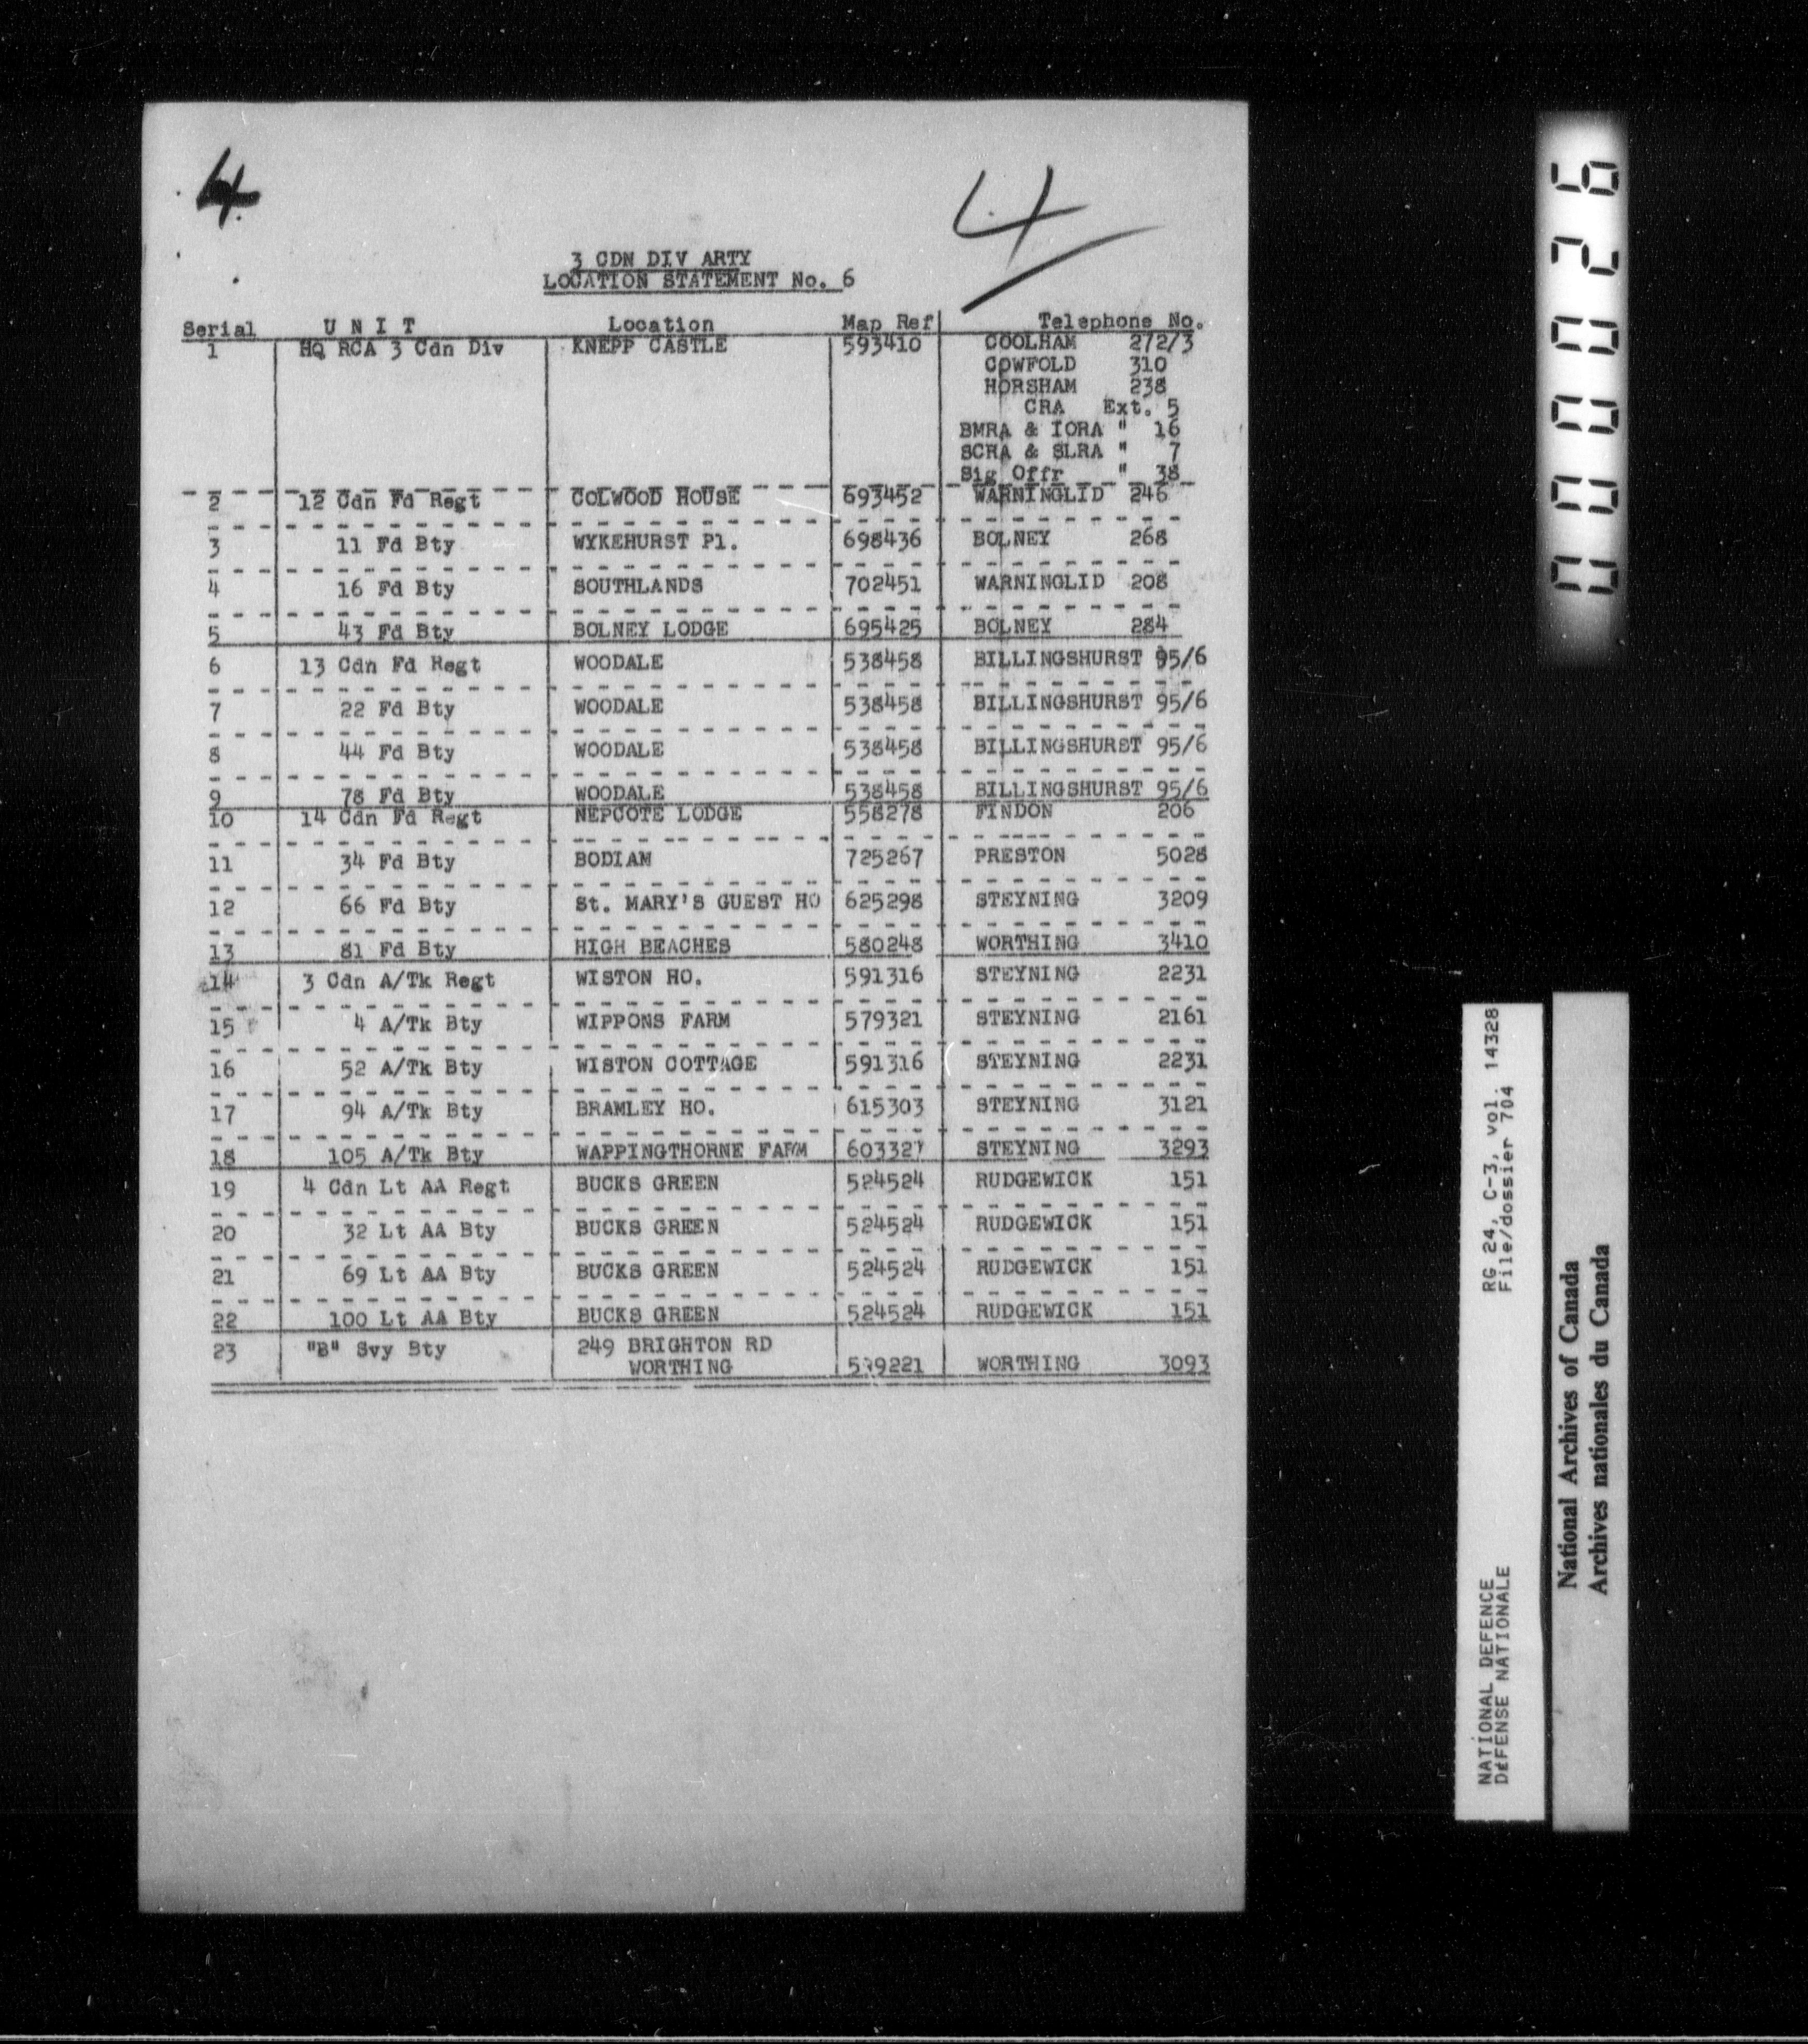 4.
4
3 CDN DIV ARTY
LOCATION STATEMENT No. 6
Serial UNIT Location Map Ref Telephone No.
1 HQ RCA 3 Cdn Div KNEPP CASTLE 593410 COOLHAM 272/3
COWFOLD 310
HORSHAM 238
CRA Ext. 5
BMRA & IORA " 16
SCRA & SLRA " 7
Sig Offr " 38
2 12 Cdn Fd Regt COLWOOD HOUSE 693452 WARNINGLID 246
3 11 Fd Bty WYKEHURST Pl. 698436 BOLNEY 268
4 16 Fd Bty SOUTHLANDS 702451 WARNINGLID 208
5 43 Fd Bty BOLNEY LODGE 695425 BOLNEY 284
6 13 Cdn Fd Regt WOODALE 538458 BILLINGSHURST 95/6
7 22 Fd Bty WOODALE 538458 BILLINGSHURST 95/6
8 44 Fd Bty WOODALE 538458 BILLINGSHURST 95/6
9 78 Fd Bty WOODALE 538458 BILLINGSHURST 95/6
10 14 Cdn Fd Regt NEPCOTE LODGE 558278 FINDON 206
11 34 Fd Bty BODIAM 725267 PRESTON 5028
12 66 Fd Bty St. MARY'S GUEST HO 625298 STEYNING 3209
13 81 Fd Bty HIGH BEACHES 580248 WORTHING 3410
14 3 Cdn A/Tk Regt WISTON HO. 591316 STEYNING 2231
15 4 A/Tk Bty WIPPONS FARM 579321 STEYNING 2161
16 52 A/Tk Bty WISTON COTTAGE 591316 STEYNING 2231
17 94 A/Tk Bty BRAMLEY HO. 615303 STEYNING 3121
18 105 A/Tk Bty WAPPINGTHORNE FARM 603327 STEYNING 3293
19 4 Cdn Lt AA Regt BUCKS GREEN 524524 RUDGEWICK 151
20 32 Lt AA Bty BUCKS GREEN 524524 RUDGEWICK 151
21 69 Lt AA Bty BUCKS GREEN 524524 RUDGEWICK 151
22 100 Lt AA Bty BUCKS GREEN 524524 RUDGEWICK 151
23 "B" Svy Bty 249 BRIGHTON RD
WORTHING WORTHING 3093
000026
NATIONAL DEFENCE RG 24, C-3, vol. 14328
DéFENSE NATIONALE File/dossier 704
National Archives of Canada
Archives nationales du Canada